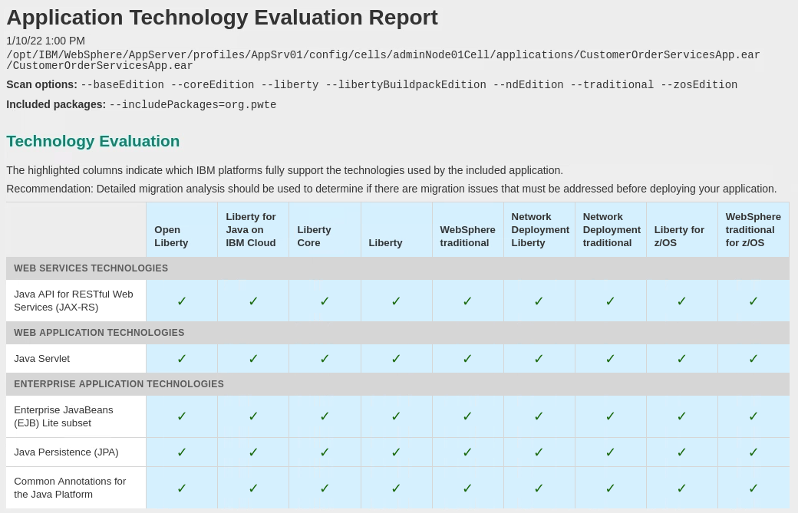 Application Technology Evaluation Report
1/10/22 1:00 PM
/opt/IBM/WebSphere/AppServer/profiles/AppSrv01/config/cells/adminNode01Cell/applications/CustomerOrderServicesApp.ear
/CustomerOrderServicesApp.ear
Scan options: --baseEdition --coreEdition --liberty --libertyBuildpackEdition --ndEdition --traditional --zosEdition
Included packages: --includePackages=org.pwte
Technology Evaluation
The highlighted columns indicate which IBM platforms fully support the technologies used by the included application.
Recommendation: Detailed migration analysis should be used to determine if there are migration issues that must be addressed before deploying your application.
Open
Liberty
Liberty for
Java on
IBM Cloud
Liberty
Core
Liberty
WebSphere
traditional
Network
Deployment
Liberty
Network
Deployment
traditional
Liberty for
z/OS
WebSphere
traditional
for z/OS
WEB SERVICES TECHNOLOGIES
Java API for RESTful Web
Services (JAX-RS)
✓ ✓ ✓ ✓ ✓ ✓ ✓ ✓ ✓
WEB APPLICATION TECHNOLOGIES
Java Servlet ✓ ✓ ✓ ✓ ✓ ✓ ✓ ✓ ✓
ENTERPRISE APPLICATION TECHNOLOGIES
Enterprise JavaBeans
(EJB) Lite subset
✓ ✓ ✓ ✓ ✓ ✓ ✓ ✓ ✓
Java Persistence (JPA) ✓ ✓ ✓ ✓ ✓ ✓ ✓ ✓ ✓
Common Annotations for
the Java Platform
✓ ✓ ✓ ✓ ✓ ✓ ✓ ✓ ✓